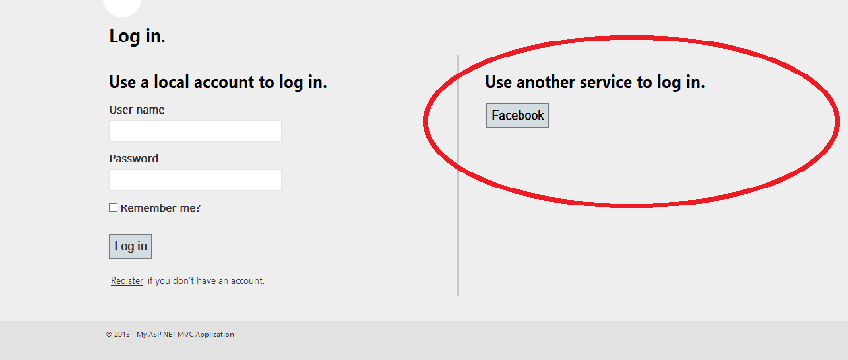 Log in.
Use a local account to log in.
User name
Password
Remember me?
Log in
Register if you don't have an account.
Use another service to log in.
Facebook
© 2013 - My ASP.NET MVC Application